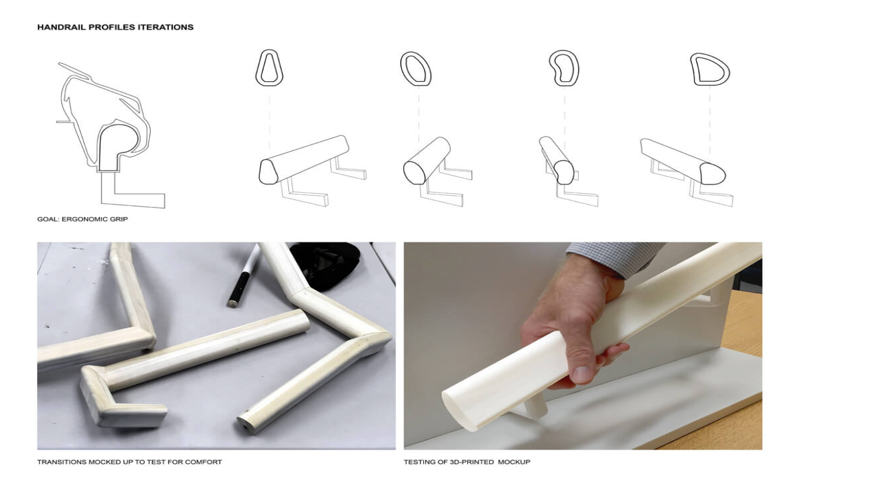 HANDRAIL PROFILES ITERATIONS
GOAL: ERGONOMIC GRIP
TRANSITIONS MOCKED UP TO TEST FOR COMFORT
TESTING OF 3D-PRINTED MOCKUP